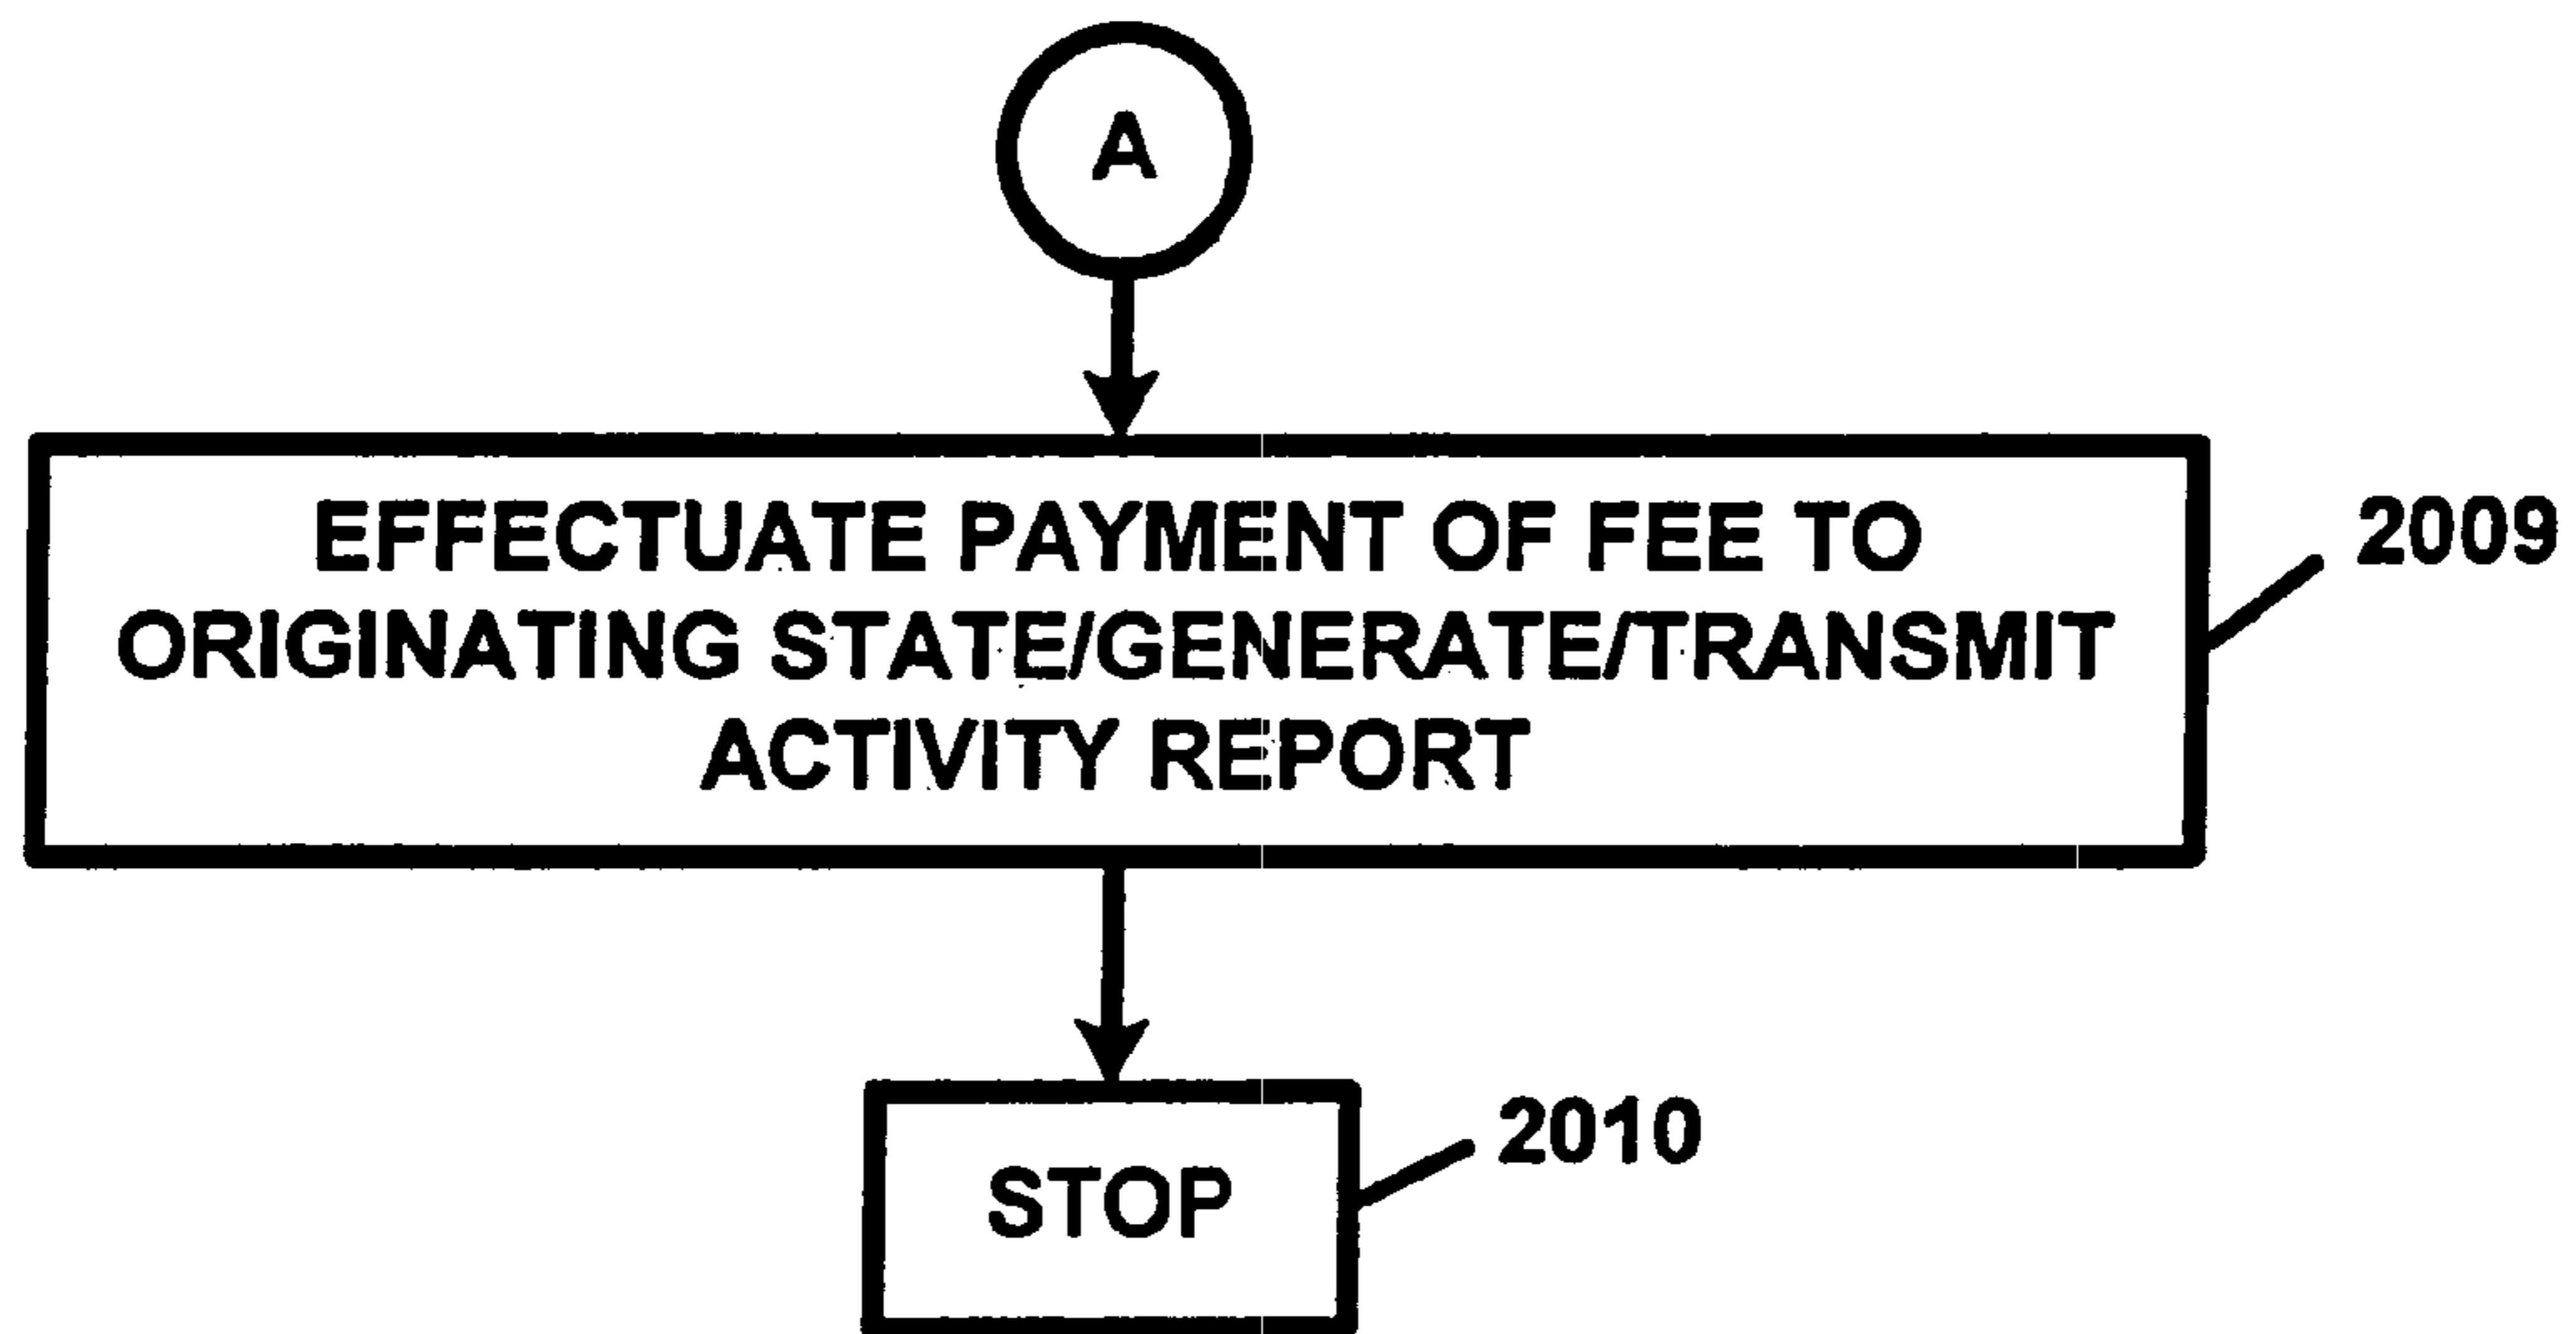 A
EFFECTUATE PAYMENT OF FEE TO
ORIGINATING STATE/GENERATE/TRANSMIT
ACTIVITY REPORT
2009
STOP
2010